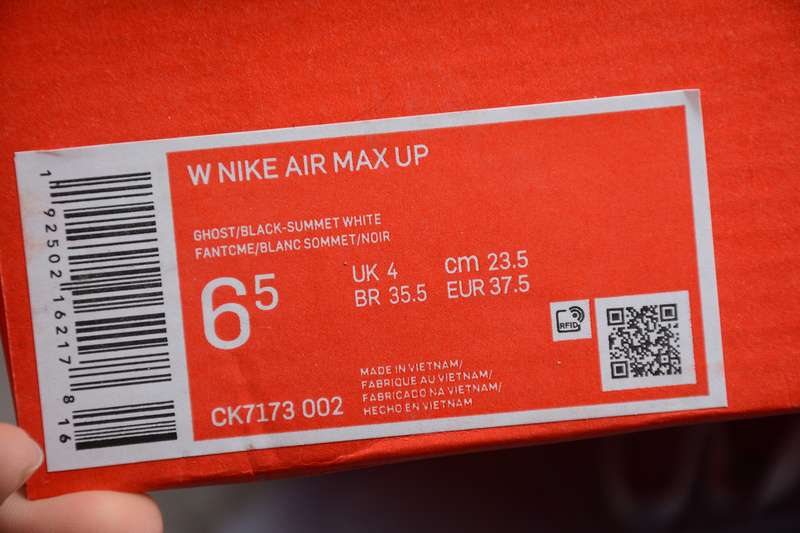 W NIKE AIR MAX UP
GHOST/BLACK-SUMMET WHITE
FANTCME/BLANC SOMMET/NOIR
6 5
UK 4 cm 23.5
BR 35.5 EUR 37.5
RFID
MADE IN VIETNAM/
FABRIQUE AU VIETNAM/
FABRICADO NA VIETNAM/
HECHO EN VIETNAM
CK7173 002
1 92502 16217 8 16